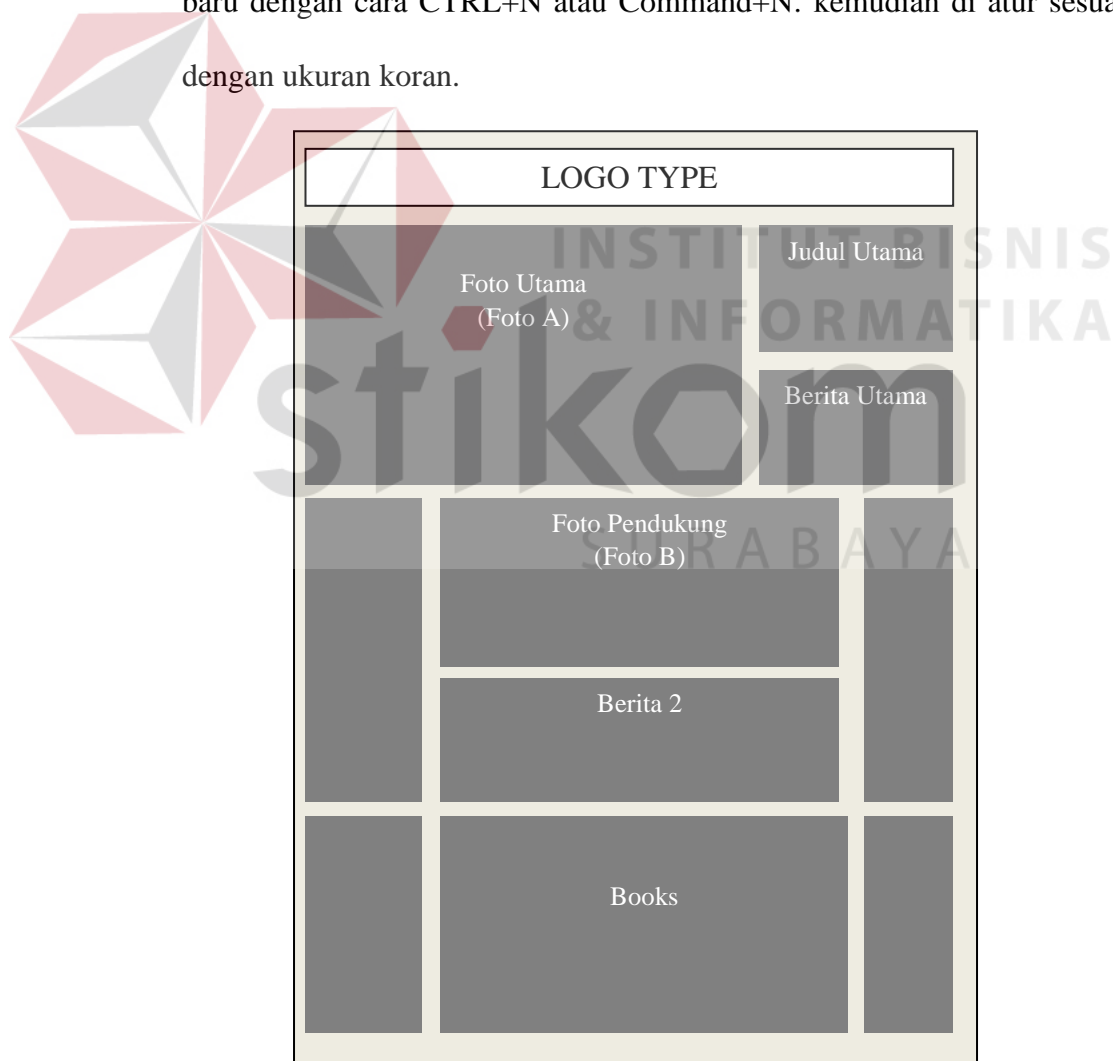 baru dengan cara CTRL+N atau Command+N. kemudian di atur sesua
dengan ukuran koran.
LOGO TYPE
Foto Utama
(Foto A)
Judul Utama
Berita Utama
Foto Pendukung
(Foto B)
Berita 2
Books
INSTITUT BISNIS
& INFORMATIKA
stikom
SURABAYA